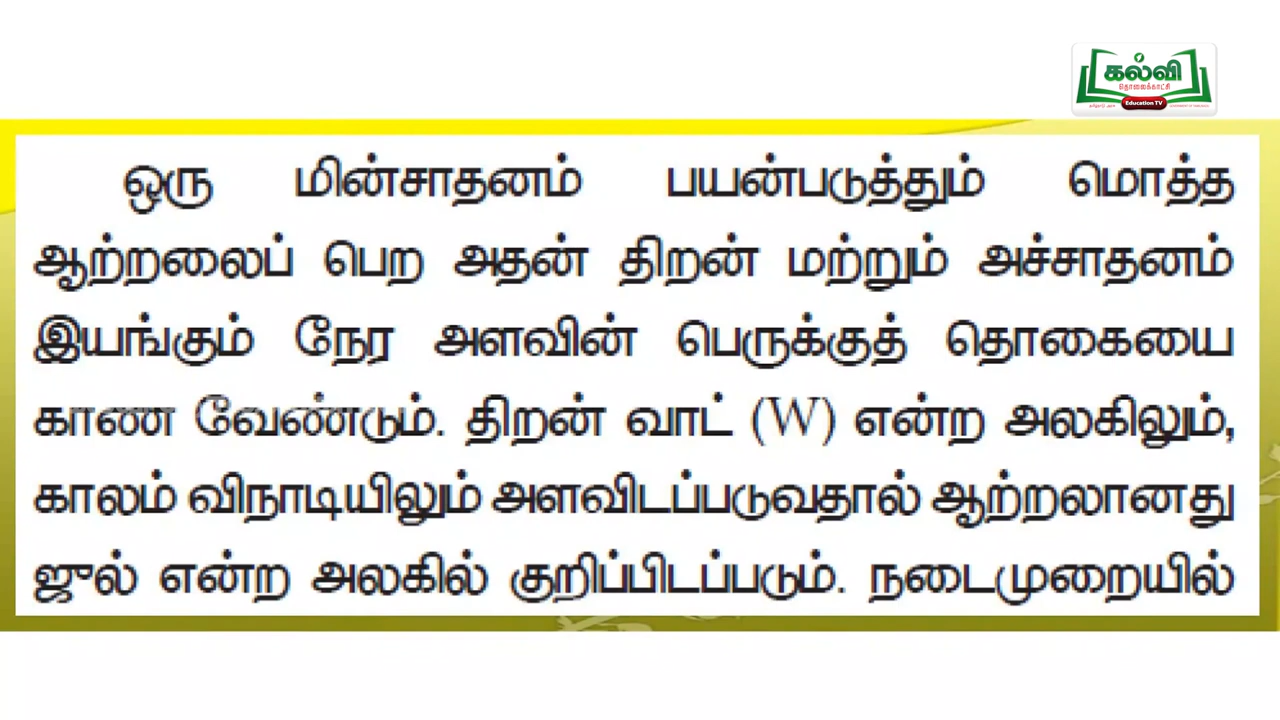 கல்வி
தொலைக்காட்சி
Education TV
ஒரு மின்சாதனம் பயன்படுத்தும் மொத்த
ஆற்றலைப் பெற அதன் திறன் மற்றும் அச்சாதனம்
இயங்கும் நேர அளவின் பெருக்குத் தொகையை
காண வேண்டும். திறன் வாட் (W) என்ற அலகிலும்,
காலம் விநாடியிலும் அளவிடப்படுவதால் ஆற்றலானது
ஜுல் என்ற அலகில் குறிப்பிடப்படும். நடைமுறையில்